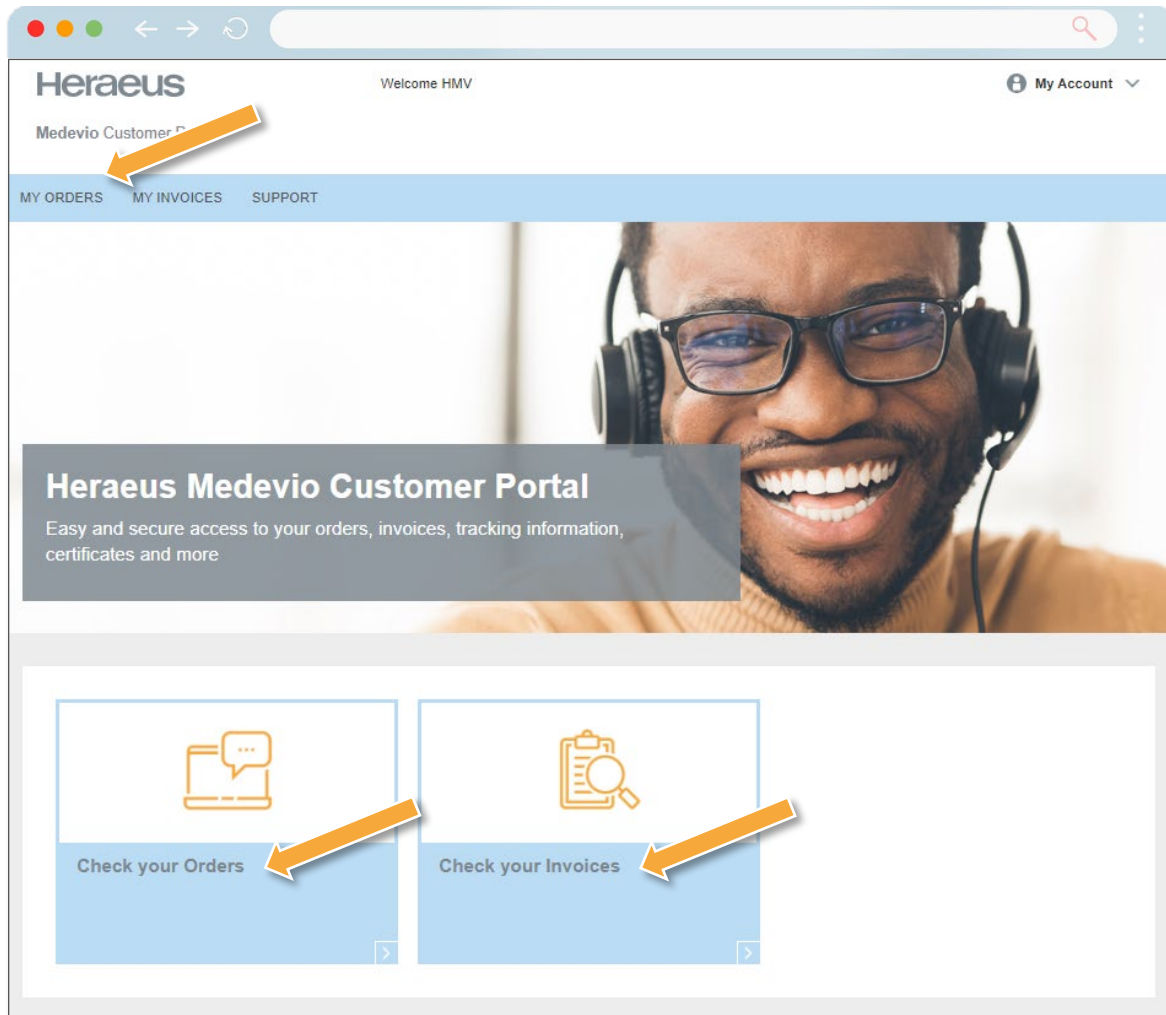 Heraeus
Welcome HMV
My Account
Medevio Customer
MY ORDERS MY INVOICES SUPPORT
Heraeus Medevio Customer Portal
Easy and secure access to your orders, invoices, tracking information,
certificates and more
Check your Orders
Check your Invoices